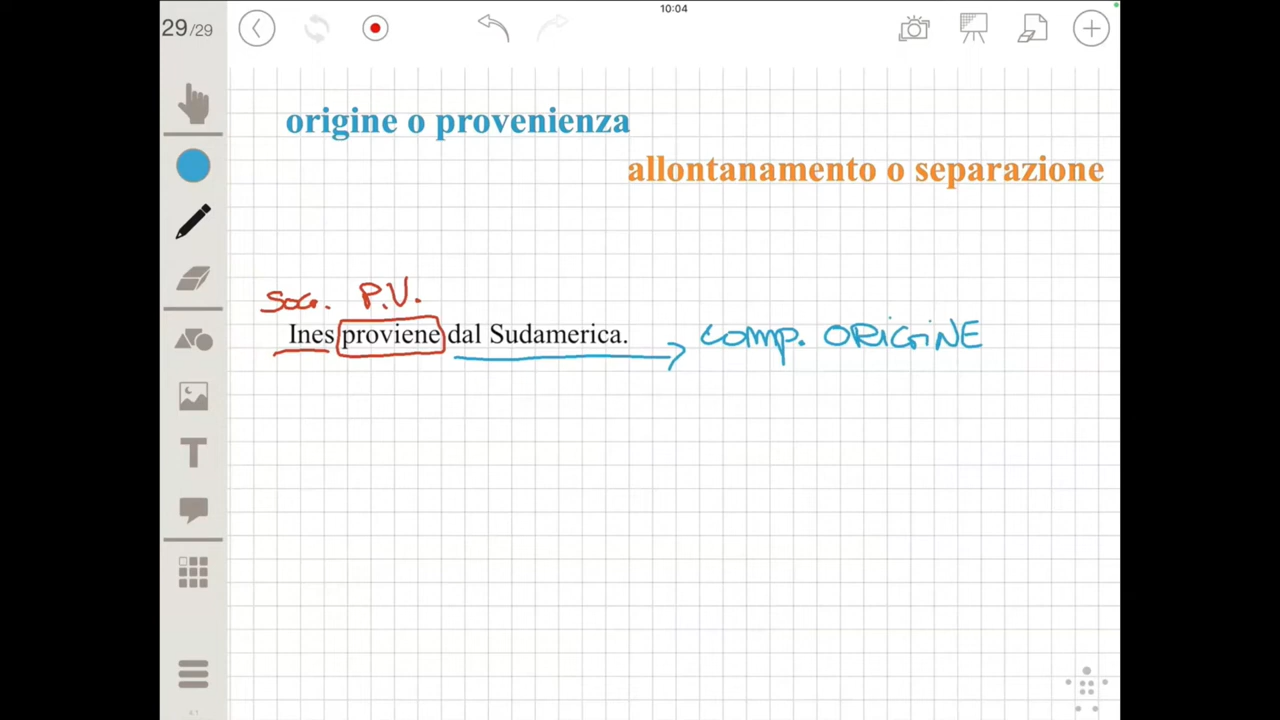 10:04
29/29
origine o provenienza
allontanamento o separazione
Sogg. P.V.
Ines proviene dal Sudamerica. comp. ORIGINE
T